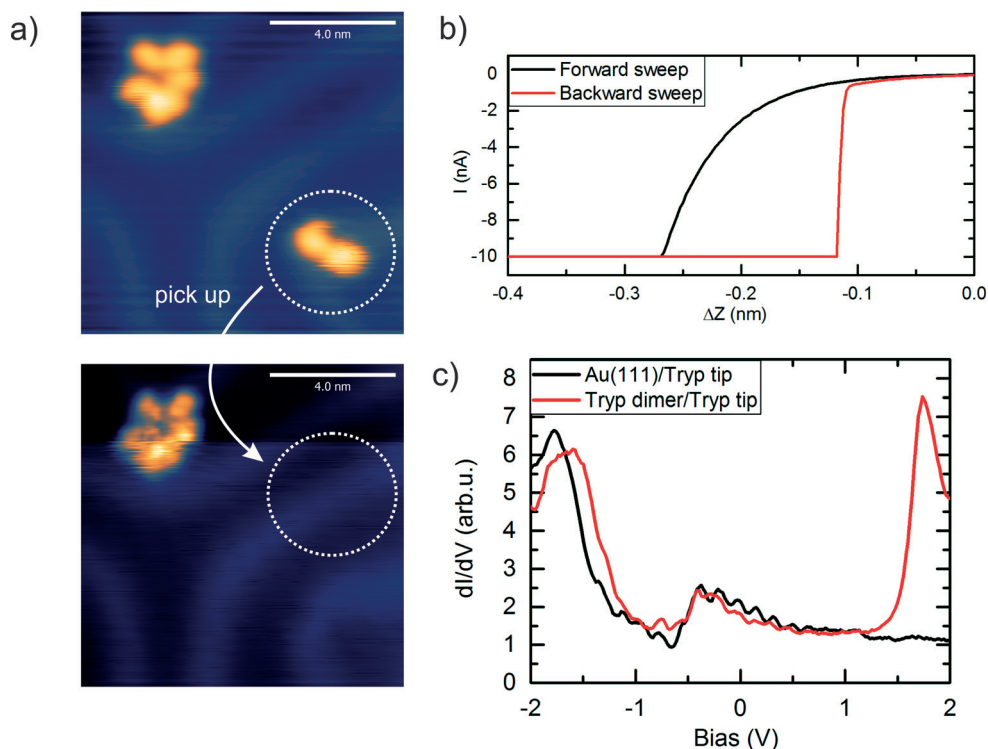 a)
4.0 nm
pick up
4.0 nm
b)
Forward sweep
Backward sweep
0
-2
-4
-6
-8
-10
I (nA)
-0.4
-0.3
-0.2
-0.1
0.0
ΔZ (nm)
c)
Au(111)/Tryp tip
Tryp dimer/Tryp tip
8
7
6
5
4
3
2
1
0
dI/dV (arb.u.)
-2
-1
0
1
2
Bias (V)